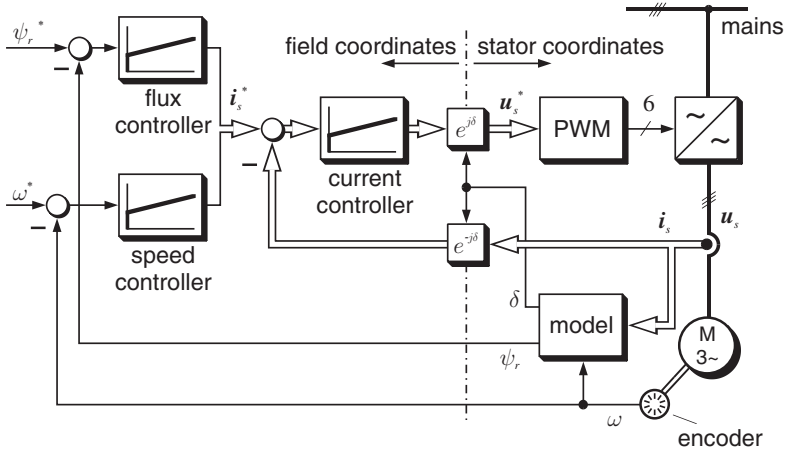 ψᵣ*
mains
field coordinates
stator coordinates
flux
controller
iₛ*
uₛ*
6
e^{jδ}
PWM
~
~
current
controller
ω*
speed
controller
e^{-jδ}
iₛ
uₛ
δ
model
ψᵣ
M
3~
ω
encoder